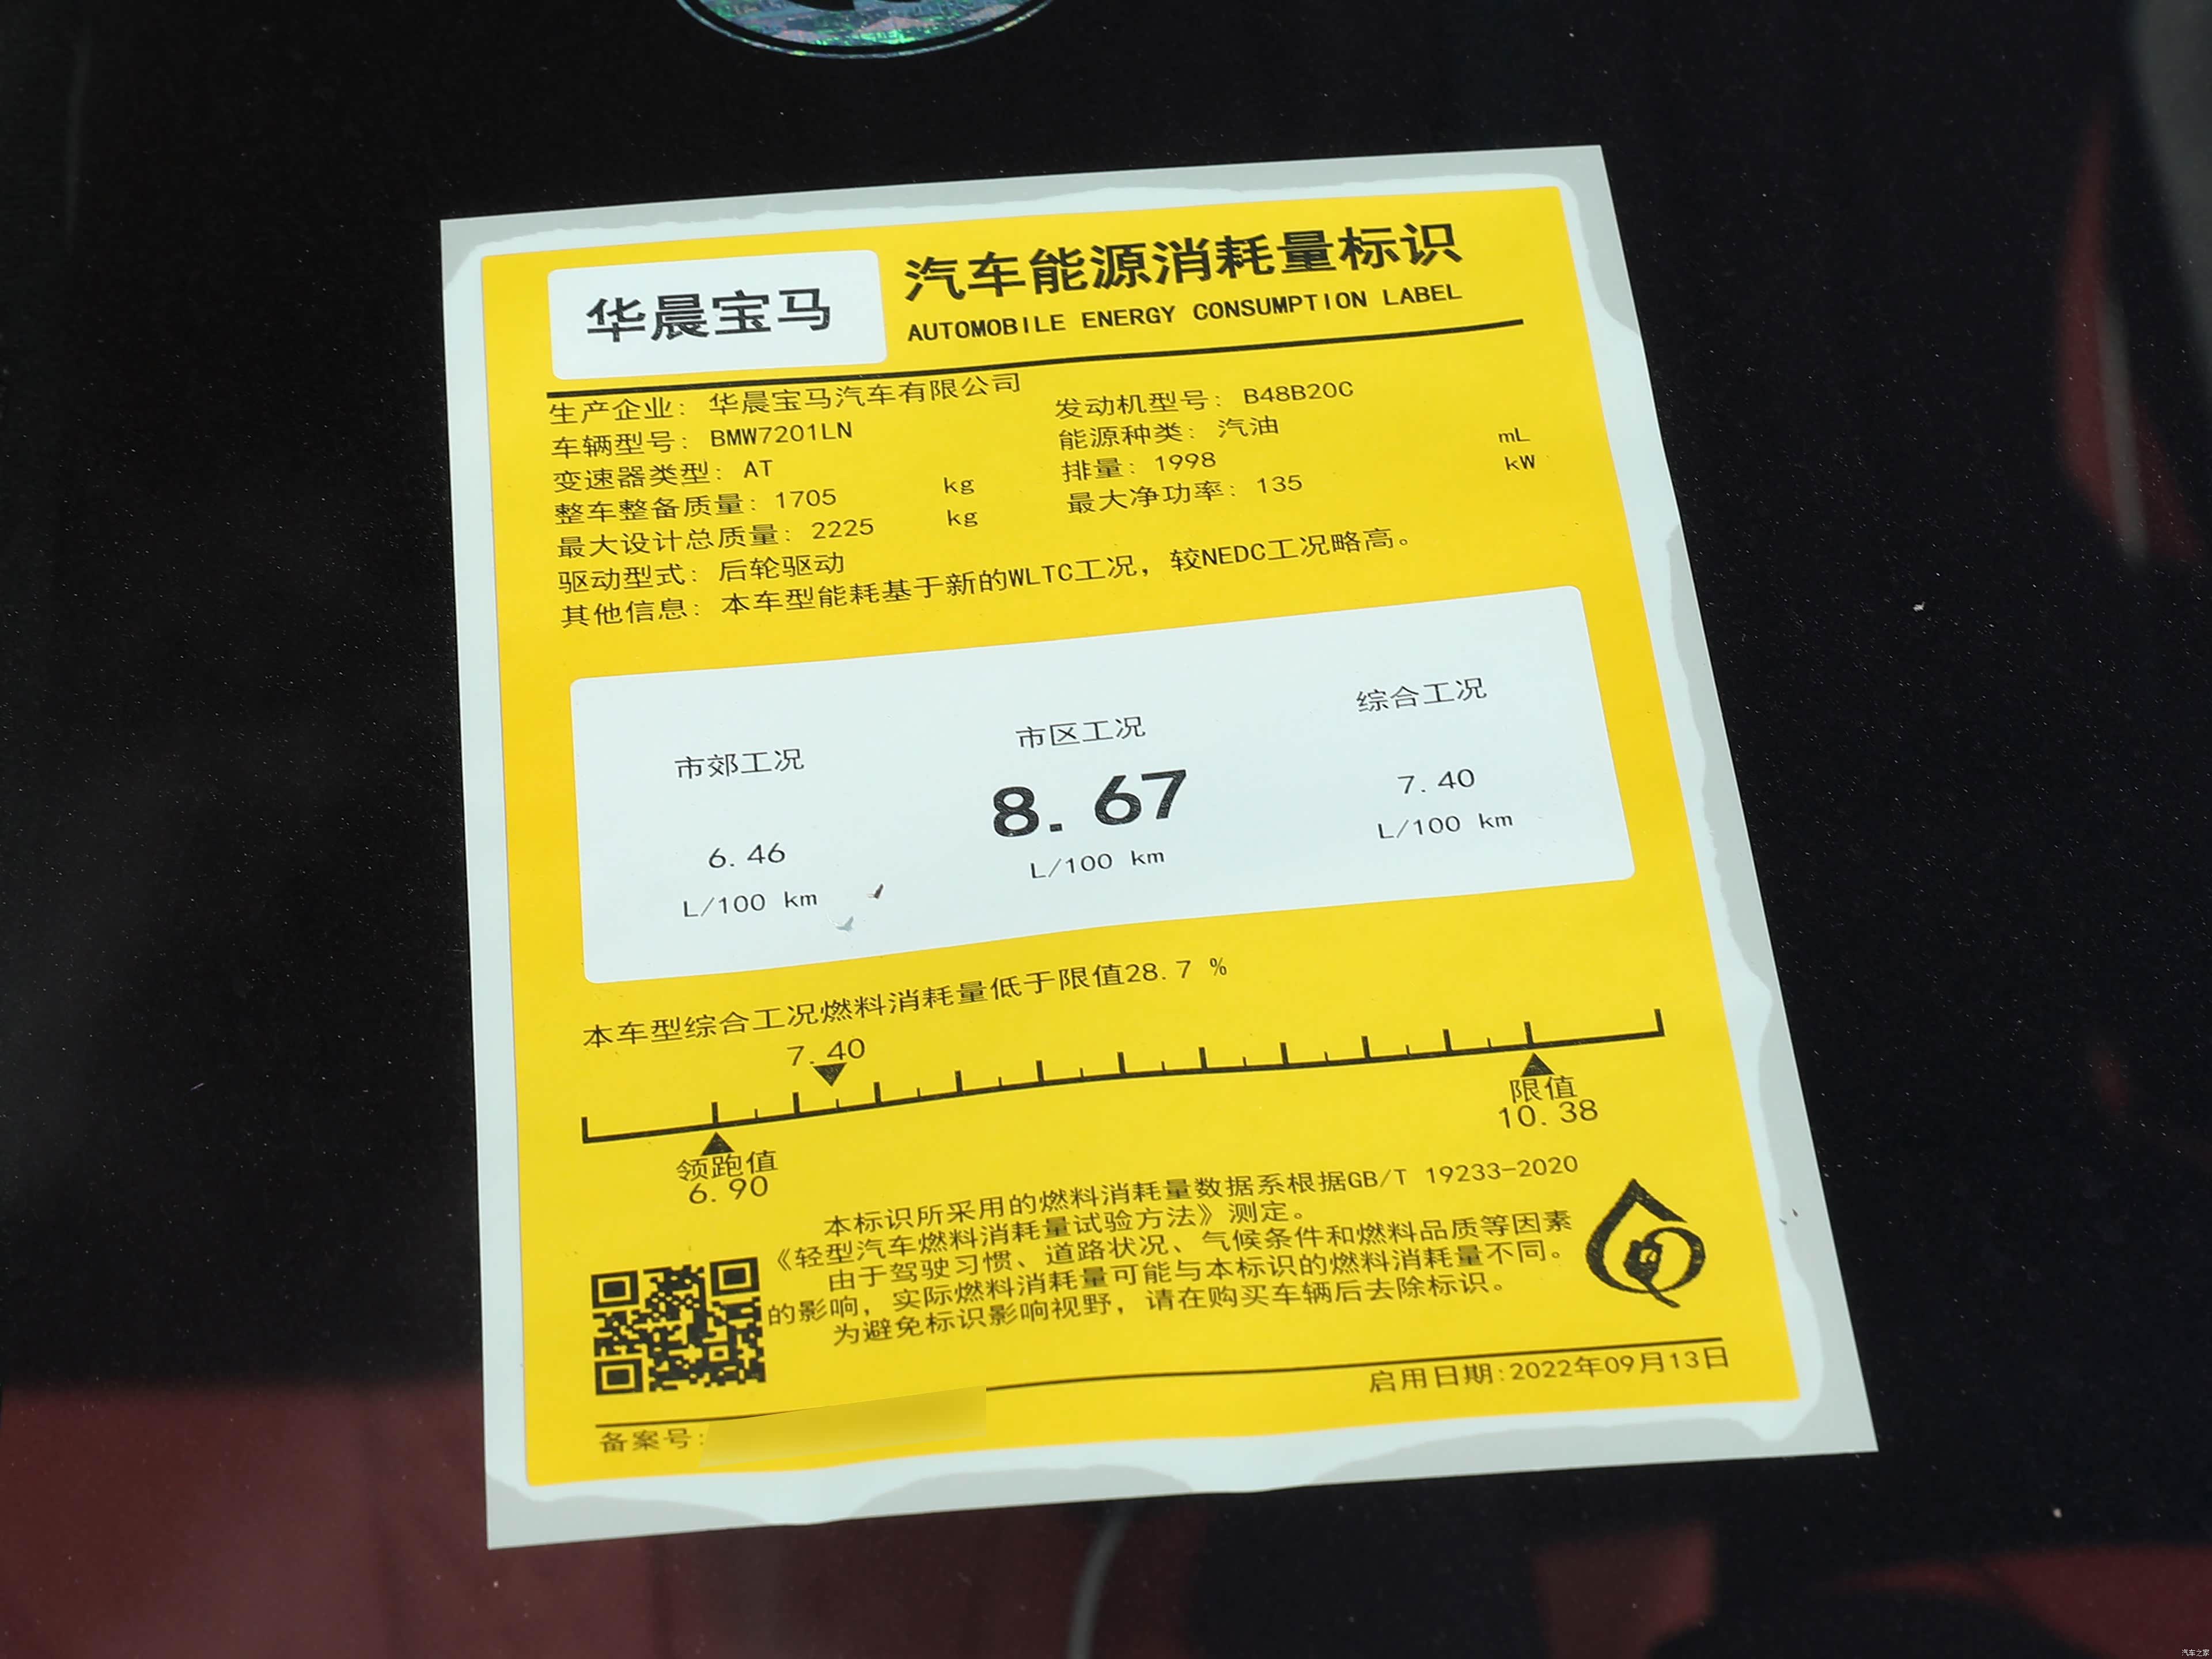 华晨宝马
汽车能源消耗量标识
AUTOMOBILE ENERGY CONSUMPTION LABEL
生产企业: 华晨宝马汽车有限公司
车辆型号: BMW7201LN
变速器类型: AT
整车整备质量: 1705 kg
最大设计总质量: 2225 kg
驱动型式: 后轮驱动
发动机型号: B48B20C
能源种类: 汽油
排量: 1998 mL
最大净功率: 135 kW
其他信息: 本车型能耗基于新的WLTC工况，较NEDC工况略高。
市郊工况
6.46
L/100 km
市区工况
8.67
L/100 km
综合工况
7.40
L/100 km
本车型综合工况燃料消耗量低于限值28.7 %
7.40
领跑值
6.90
限值
10.38
本标识所采用的燃料消耗量数据系根据GB/T 19233-2020
《轻型汽车燃料消耗量试验方法》测定。
由于驾驶习惯、道路状况、气候条件和燃料品质等因素
的影响，实际燃料消耗量可能与本标识的燃料消耗量不同。
为避免标识影响视野，请在购买车辆后去除标识。
备案号:
启用日期:2022年09月13日
汽车之家